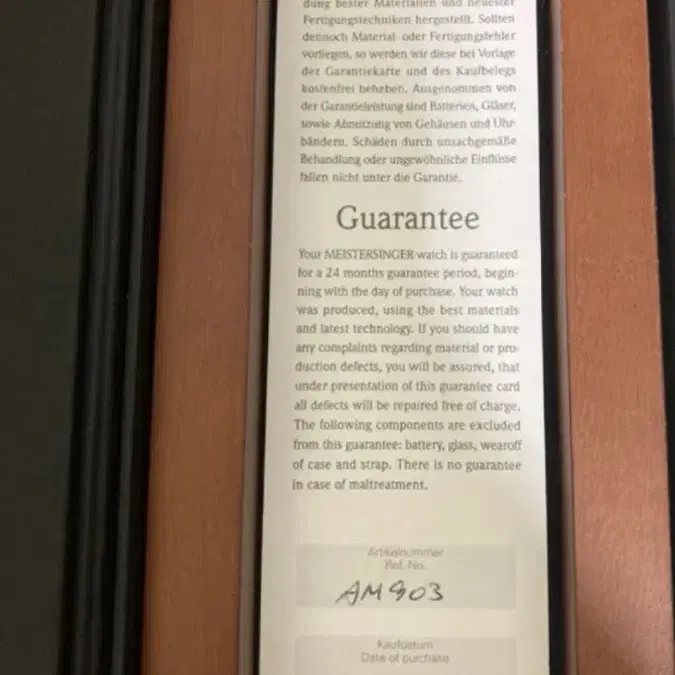 dung bester Materialien und neuester
Fertigungstechniken hergestellt. Sollten
dennoch Material- oder Fertigungsfehler
vorliegen, so werden wir diese bei Vorlage
der Garantiekarte und des Kaufbelegs
kostenfrei beheben. Ausgenommen von
der Garantieleistung sind Batterien, Gläser,
sowie Abnutzung von Gehäusen und Uhr-
bändern. Schäden durch unsachgemäße
Behandlung oder ungewöhnliche Einflüsse
fallen nicht unter die Garantie.
Guarantee
Your MEISTERSINGER watch is guaranteed
for a 24 months guarantee period, begin-
ning with the day of purchase. Your watch
was produced, using the best materials
and latest technology. If you should have
any complaints regarding material or pro-
duction defects, you will be assured, that
under presentation of this guarantee card
all defects will be repaired free of charge.
The following components are excluded
from this guarantee: battery, glass, wearoff
of case and strap. There is no guarantee
in case of maltreatment.
Artikelnummer
Ref. No.
AM903
Kaufdatum
Date of purchase